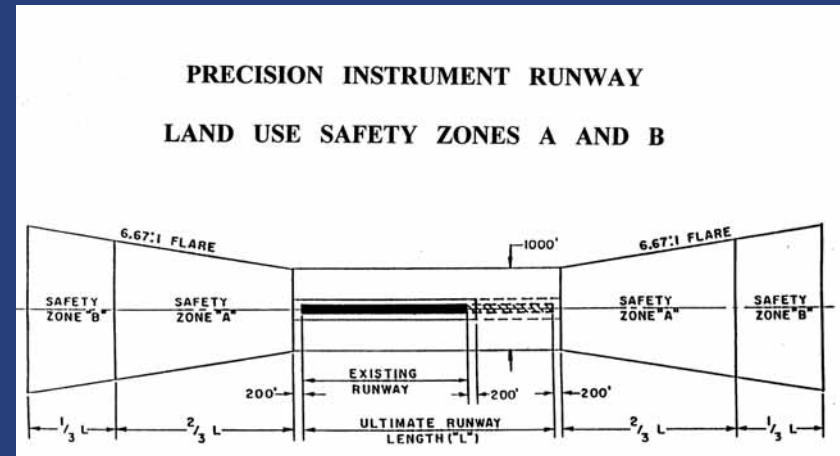 PRECISION INSTRUMENT RUNWAY
LAND USE SAFETY ZONES A AND B
6.67:1 FLARE
1000'
6.67:1 FLARE
SAFETY
ZONE "B"
SAFETY
ZONE "A"
SAFETY
ZONE "A"
SAFETY
ZONE "B"
EXISTING
RUNWAY
200'
200'
200'
1/3 L
2/3 L
ULTIMATE RUNWAY
LENGTH ("L")
2/3 L
1/3 L